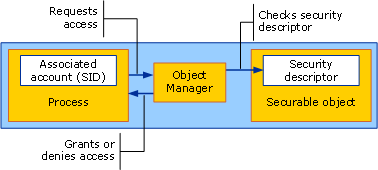 Requests
access
Checks security
descriptor
Associated
account (SID)
Process
Object
Manager
Security
descriptor
Securable object
Grants or
denies access